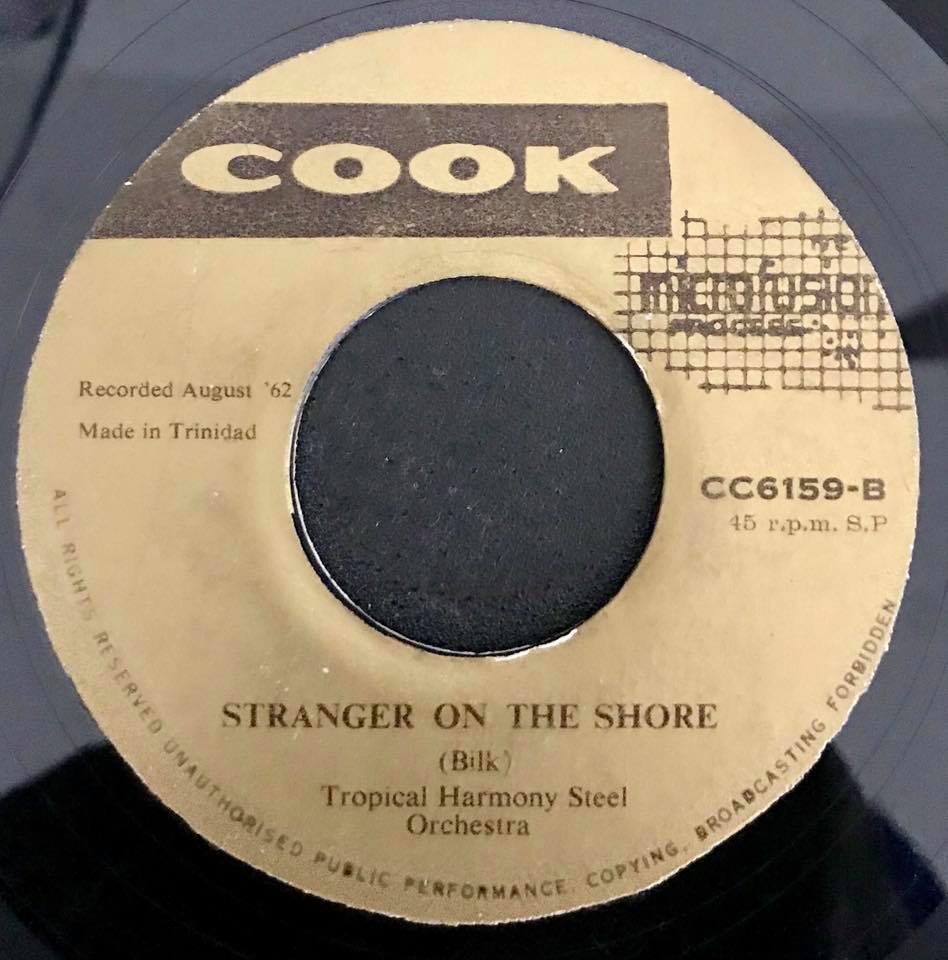 COOK
microfusion
PROCESS
Recorded August '62
Made in Trinidad
CC6159-B
45 r.p.m. S.P
STRANGER ON THE SHORE
(Bilk)
Tropical Harmony Steel
Orchestra
ALL RIGHTS RESERVED UNAUTHORISED PUBLIC PERFORMANCE, COPYING, BROADCASTING FORBIDDEN